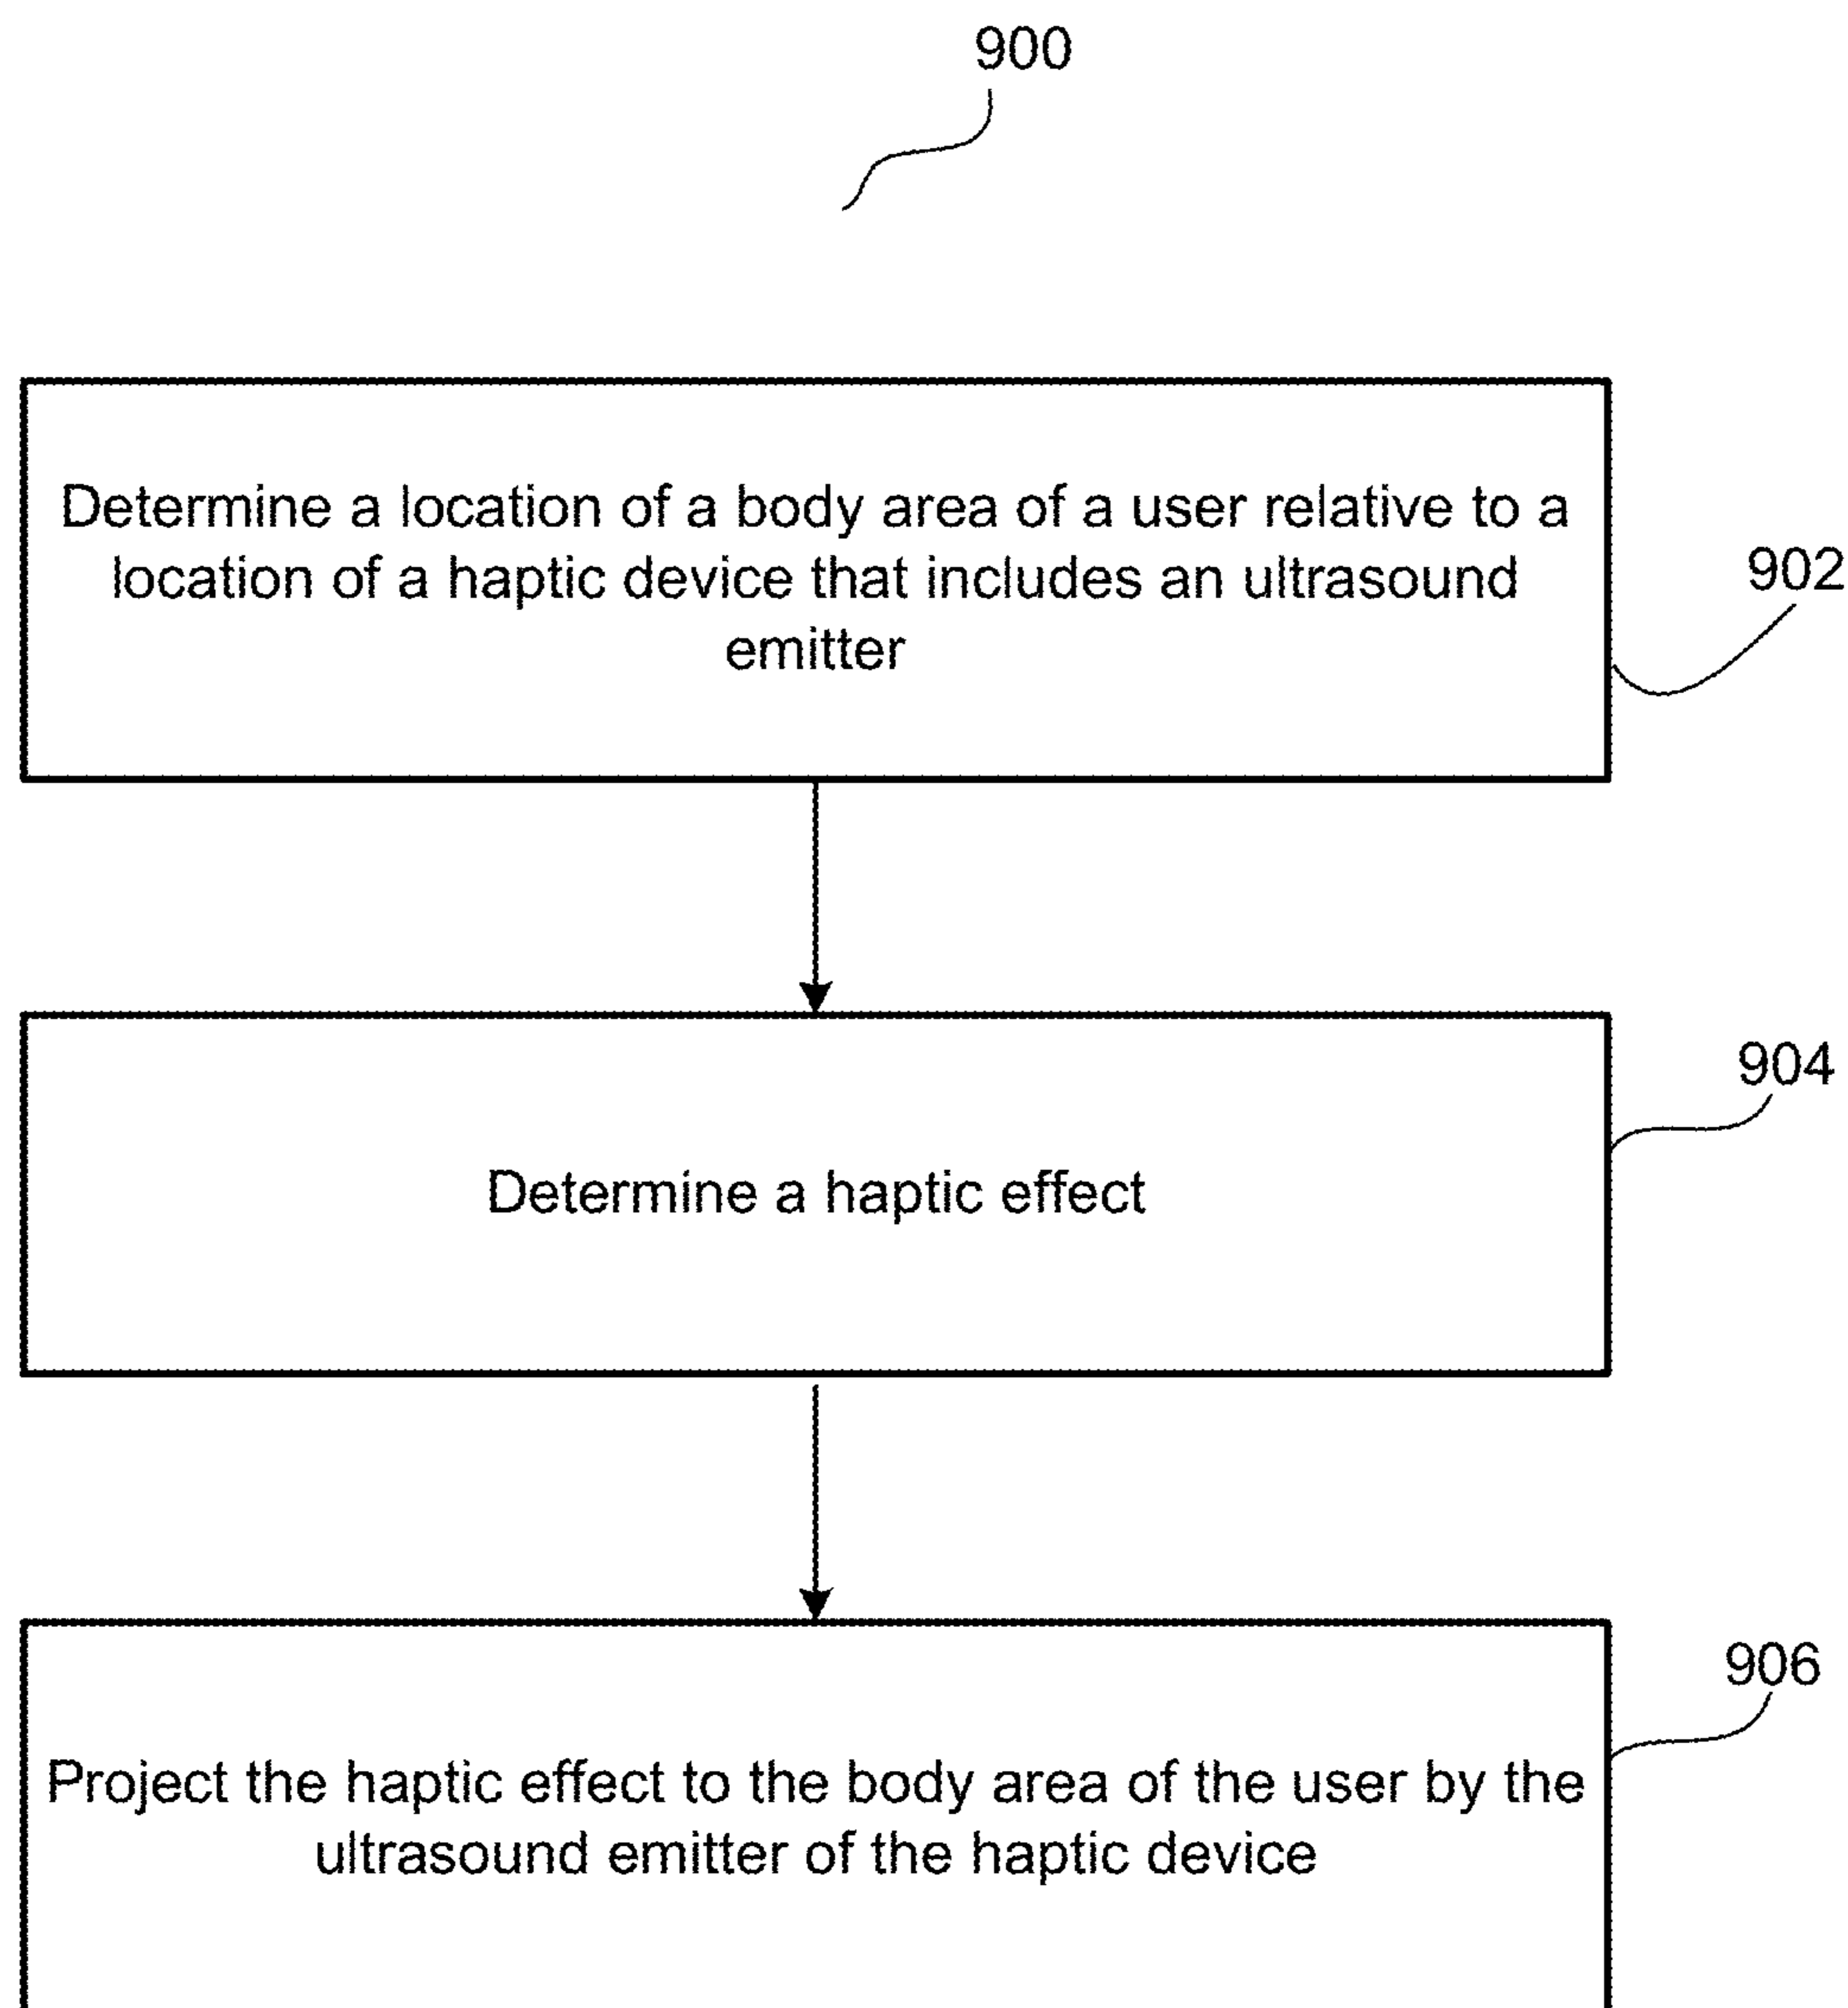 900
Determine a location of a body area of a user relative to a
location of a haptic device that includes an ultrasound
emitter
902
Determine a haptic effect
904
Project the haptic effect to the body area of the user by the
ultrasound emitter of the haptic device
906